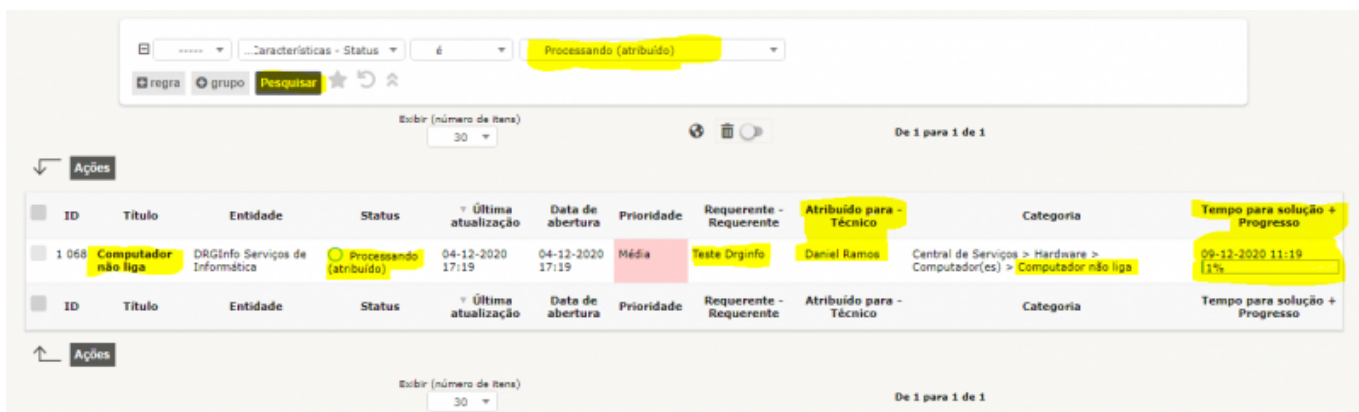 ----- ...Características - Status é Processando (atribuído)
regra grupo Pesquisar
Exibir (número de itens)
30 De 1 para 1 de 1
Ações
ID Título Entidade Status Última atualização Data de abertura Prioridade Requerente - Requerente Atribuído para - Técnico Categoria Tempo para solução + Progresso
1 068 Computador não liga DRGInfo Serviços de Informática Processando (atribuído) 04-12-2020 17:19 04-12-2020 17:19 Média Teste Drginfo Daniel Ramos Central de Serviços > Hardware > Computador(es) > Computador não liga 09-12-2020 11:19 1%
ID Título Entidade Status Última atualização Data de abertura Prioridade Requerente - Requerente Atribuído para - Técnico Categoria Tempo para solução + Progresso
Ações
Exibir (número de itens)
30 De 1 para 1 de 1